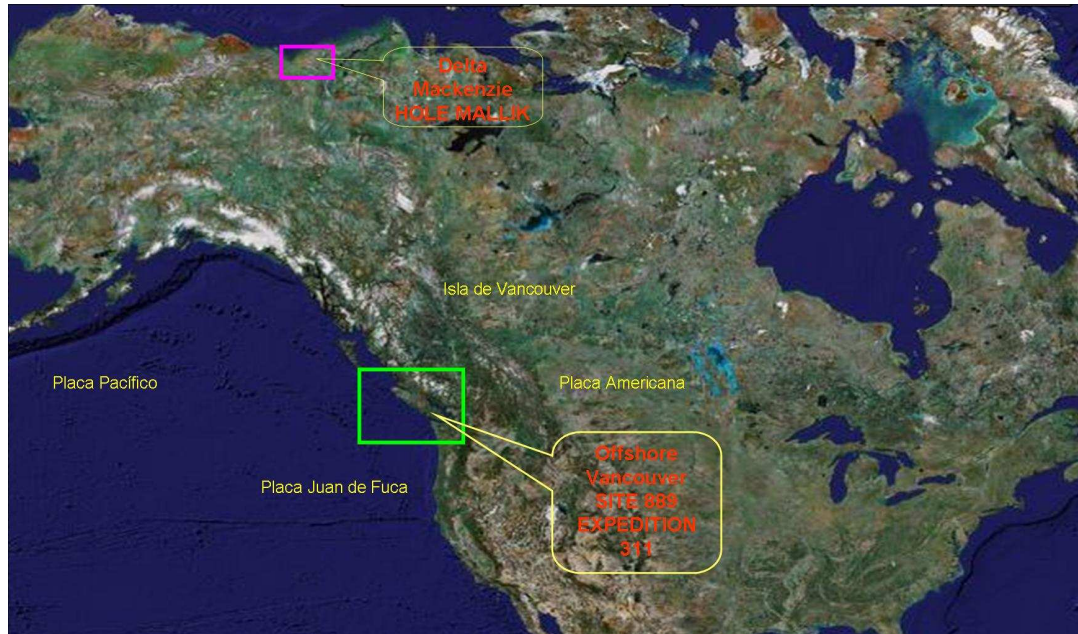 Delta
Mackenzie
HOLE MALLIK
Isla de Vancouver
Placa Pacífico
Placa Americana
Offshore
Vancouver
SITE 889
EXPEDITION
311
Placa Juan de Fuca